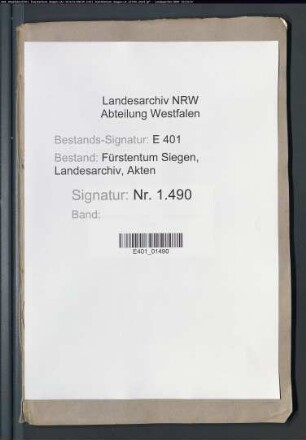 Landesarchiv NRW
Abteilung Westfalen
Bestands-Signatur: E 401
Bestand: Fürstentum Siegen,
Landesarchiv, Akten
Signatur: Nr. 1.490
Band:
E401_01490